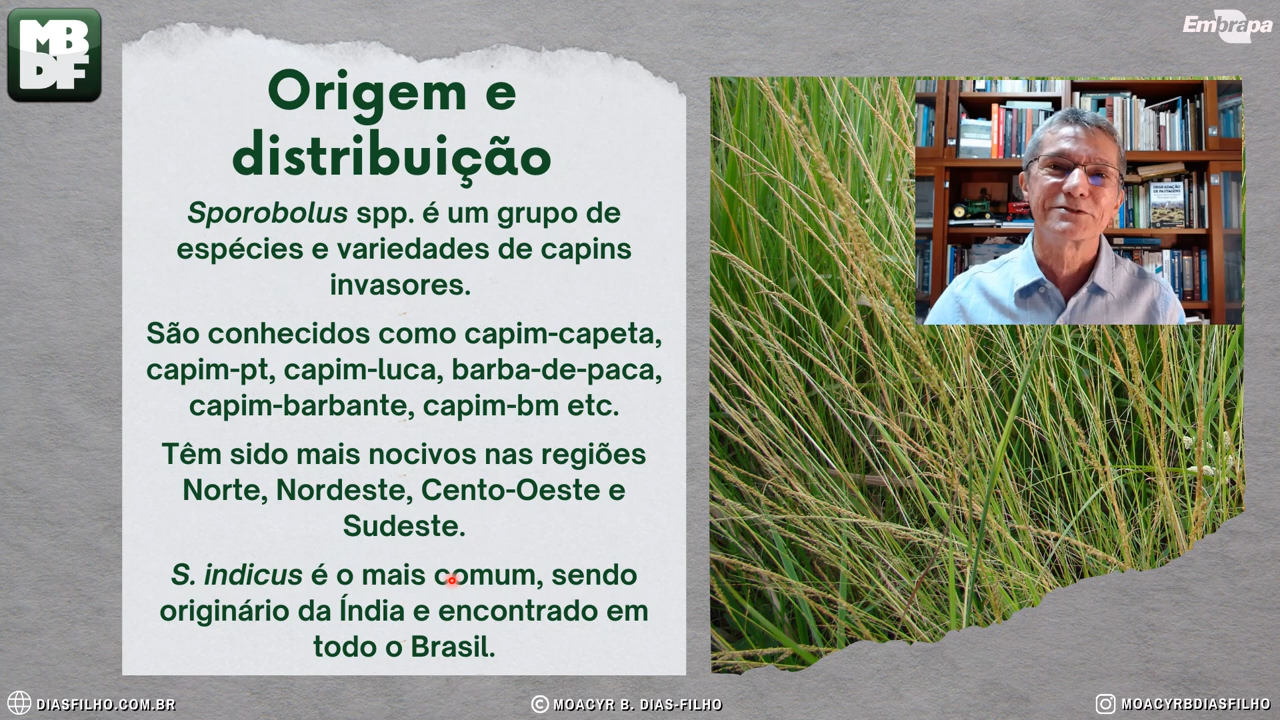 MB
DF
Embrapa
Origem e
distribuição
Sporobolus spp. é um grupo de
espécies e variedades de capins
invasores.
São conhecidos como capim-capeta,
capim-pt, capim-luca, barba-de-paca,
capim-barbante, capim-bm etc.
Têm sido mais nocivos nas regiões
Norte, Nordeste, Cento-Oeste e
Sudeste.
S. indicus é o mais comum, sendo
originário da Índia e encontrado em
todo o Brasil.
DEGRADAÇÃO
DE PASTAGENS
DIASFILHO.COM.BR
© MOACYR B. DIAS-FILHO
MOACYRBDIASFILHO